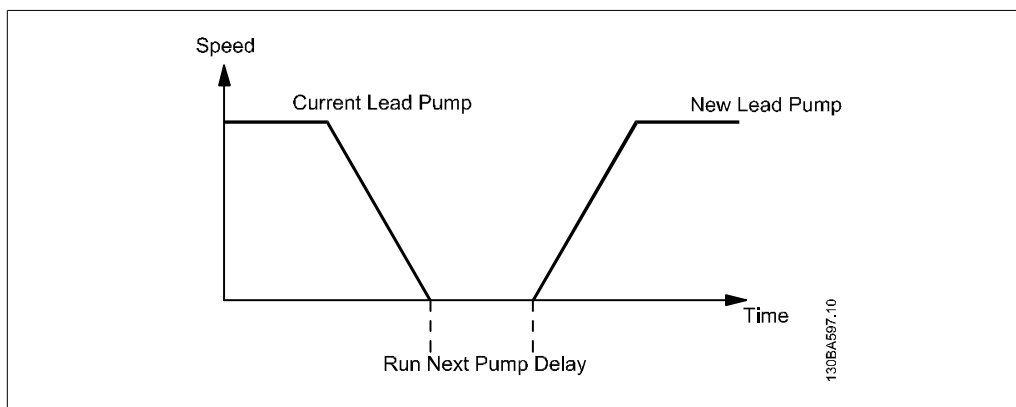 Speed
Current Lead Pump
New Lead Pump
Time
Run Next Pump Delay
130BA597.10